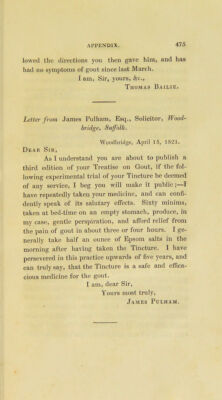 APPENDIX. 475
lowed the directions you then gave him, and has
had no symptoms of gout since last March.
I am, Sir, yours, &c.,
THOMAS BAILIE.
Letter from James Pulham, Esq., Solicitor, Wood-
bridge, Suffolk.
Woodbridge, April 15, 1821.
DEAR SIR,
As I understand you are about to publish a
third edition of your Treatise on Gout, if the fol-
lowing experimental trial of your Tincture be deemed
of any service, I beg you will make it public;—I
have repeatedly taken your medicine, and can confi-
dently speak of its salutary effects. Sixty minims,
taken at bed-time on an empty stomach, produce, in
my case, gentle perspiration, and afford relief from
the pain of gout in about three or four hours. I ge-
nerally take half an ounce of Epsom salts in the
morning after having taken the Tincture. I have
persevered in this practice upwards of five years, and
can truly say, that the Tincture is a safe and effica-
cious medicine for the gout.
I am, dear Sir,
Yours most truly,
JAMES PULHAM.